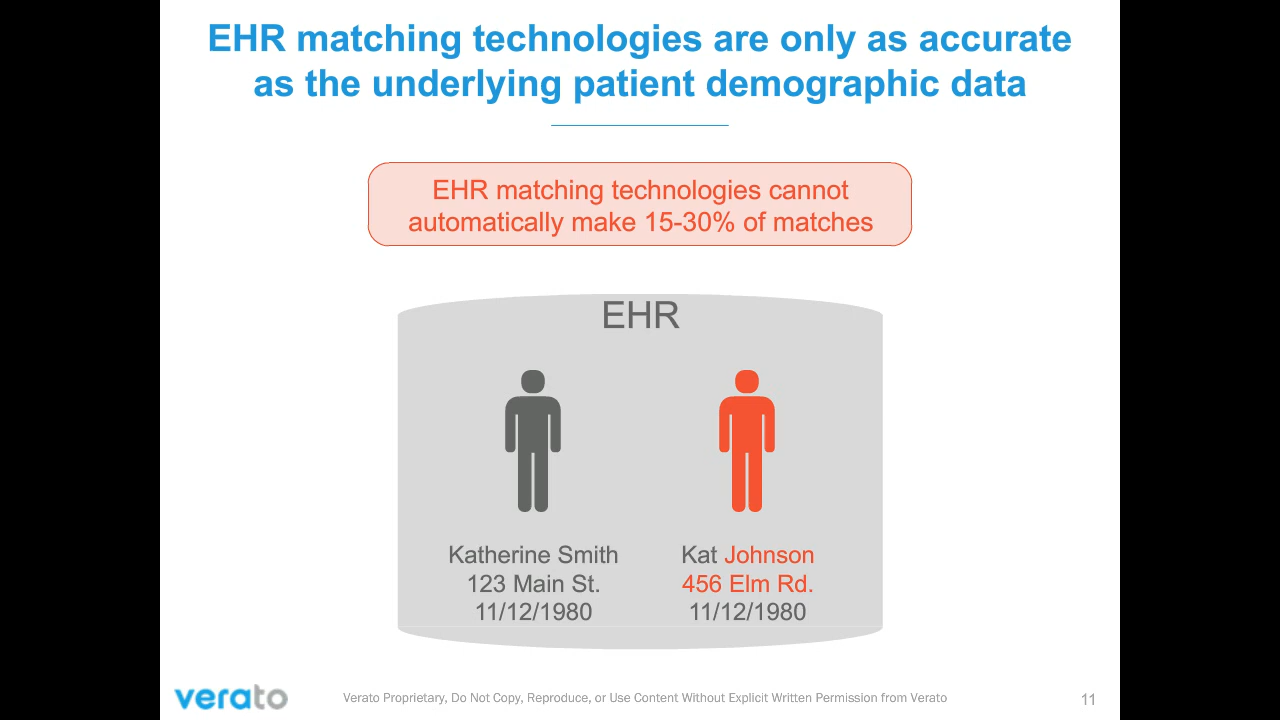 EHR matching technologies are only as accurate
as the underlying patient demographic data
EHR matching technologies cannot
automatically make 15-30% of matches
EHR
Katherine Smith
123 Main St.
11/12/1980
Kat Johnson
456 Elm Rd.
11/12/1980
verato
Verato Proprietary, Do Not Copy, Reproduce, or Use Content Without Explicit Written Permission from Verato
11